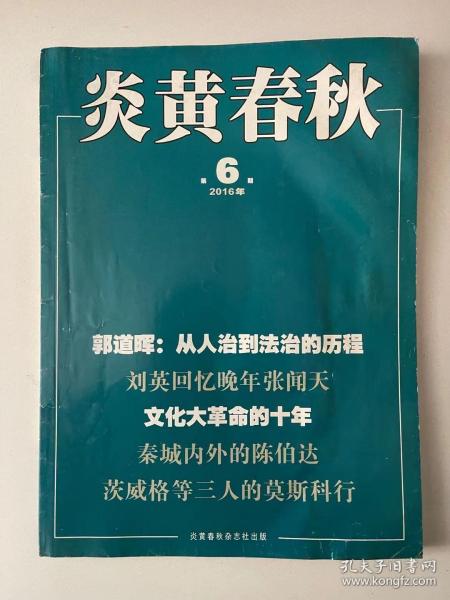 炎黄春秋
第6期
2016年
郭道晖：从人治到法治的历程
刘英回忆晚年张闻天
文化大革命的十年
秦城内外的陈伯达
茨威格等三人的莫斯科行
炎黄春秋杂志社出版
孔夫子旧书网
www.kongfz.com